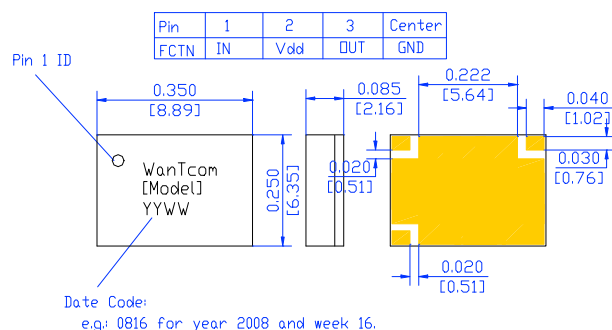 Pin 1 2 3 Center
FCTN IN Vdd OUT GND
Pin 1 ID
0.350
[8.89]
0.085
[2.16]
0.222
[5.64]
0.040
[1.02]
WanTcom
[Model]
YYWW
0.250
[6.35]
0.020
[0.51]
0.030
[0.76]
0.020
[0.51]
Date Code:
e.g.: 0816 for year 2008 and week 16.